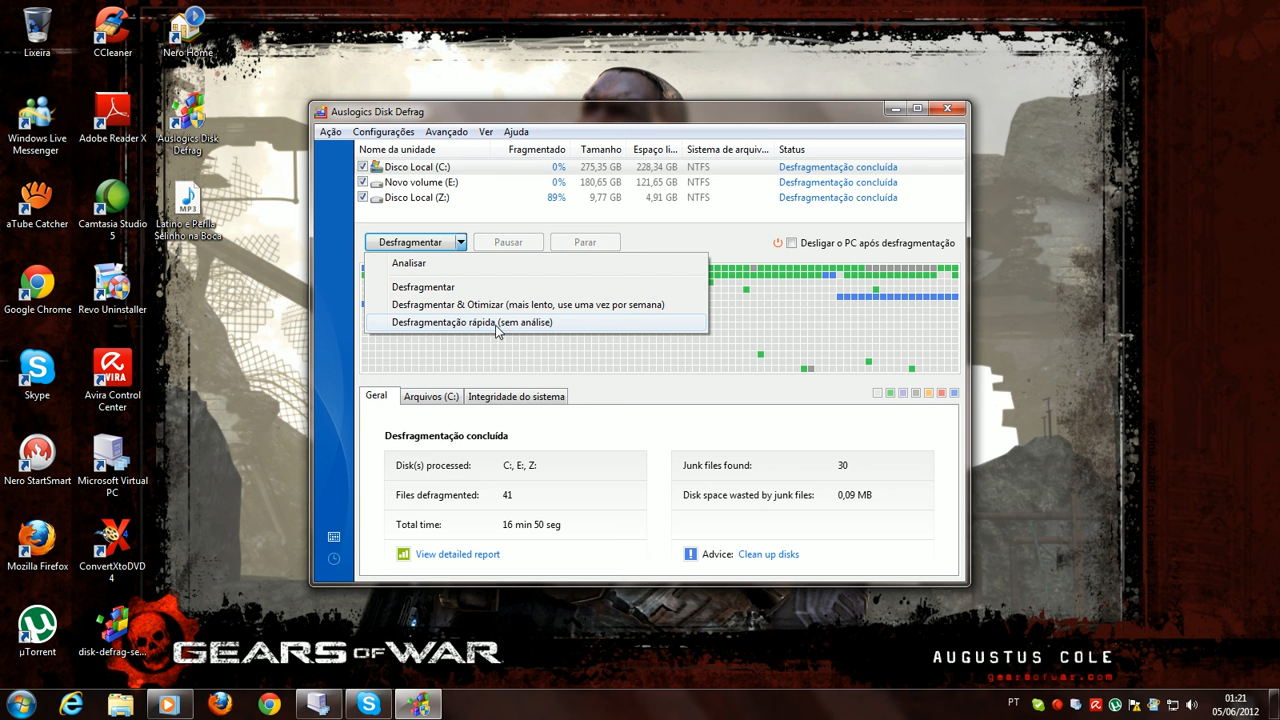 Lixeira
CCleaner
Nero Home
Windows Live Messenger
Adobe Reader X
Auslogics Disk Defrag
aTube Catcher
Camtasia Studio 5
MP3
Latino e Perlla - Selinho na Boca
Google Chrome
Revo Uninstaller
Skype
Avira Control Center
Nero StartSmart
Microsoft Virtual PC
Mozilla Firefox
ConvertXtoDVD 4
µTorrent
disk-defrag-se...
Auslogics Disk Defrag
Ação Configurações Avançado Ver Ajuda
Nome da unidade Fragmentado Tamanho Espaço li... Sistema de arquiv... Status
Disco Local (C:) 0% 275,35 GB 228,34 GB NTFS Desfragmentação concluída
Novo volume (E:) 0% 180,65 GB 121,65 GB NTFS Desfragmentação concluída
Disco Local (Z:) 89% 9,77 GB 4,91 GB NTFS Desfragmentação concluída
Desfragmentar Pausar Parar Desligar o PC após desfragmentação
Analisar
Desfragmentar
Desfragmentar & Otimizar (mais lento, use uma vez por semana)
Desfragmentação rápida (sem análise)
Geral Arquivos (C:) Integridade do sistema
Desfragmentação concluída
Disk(s) processed: C:, E:, Z: Junk files found: 30
Files defragmented: 41 Disk space wasted by junk files: 0,09 MB
Total time: 16 min 50 seg
View detailed report Advice: Clean up disks
GEARS OF WAR
AUGUSTUS COLE
gearsofwar.com
PT
01:21
05/06/2012